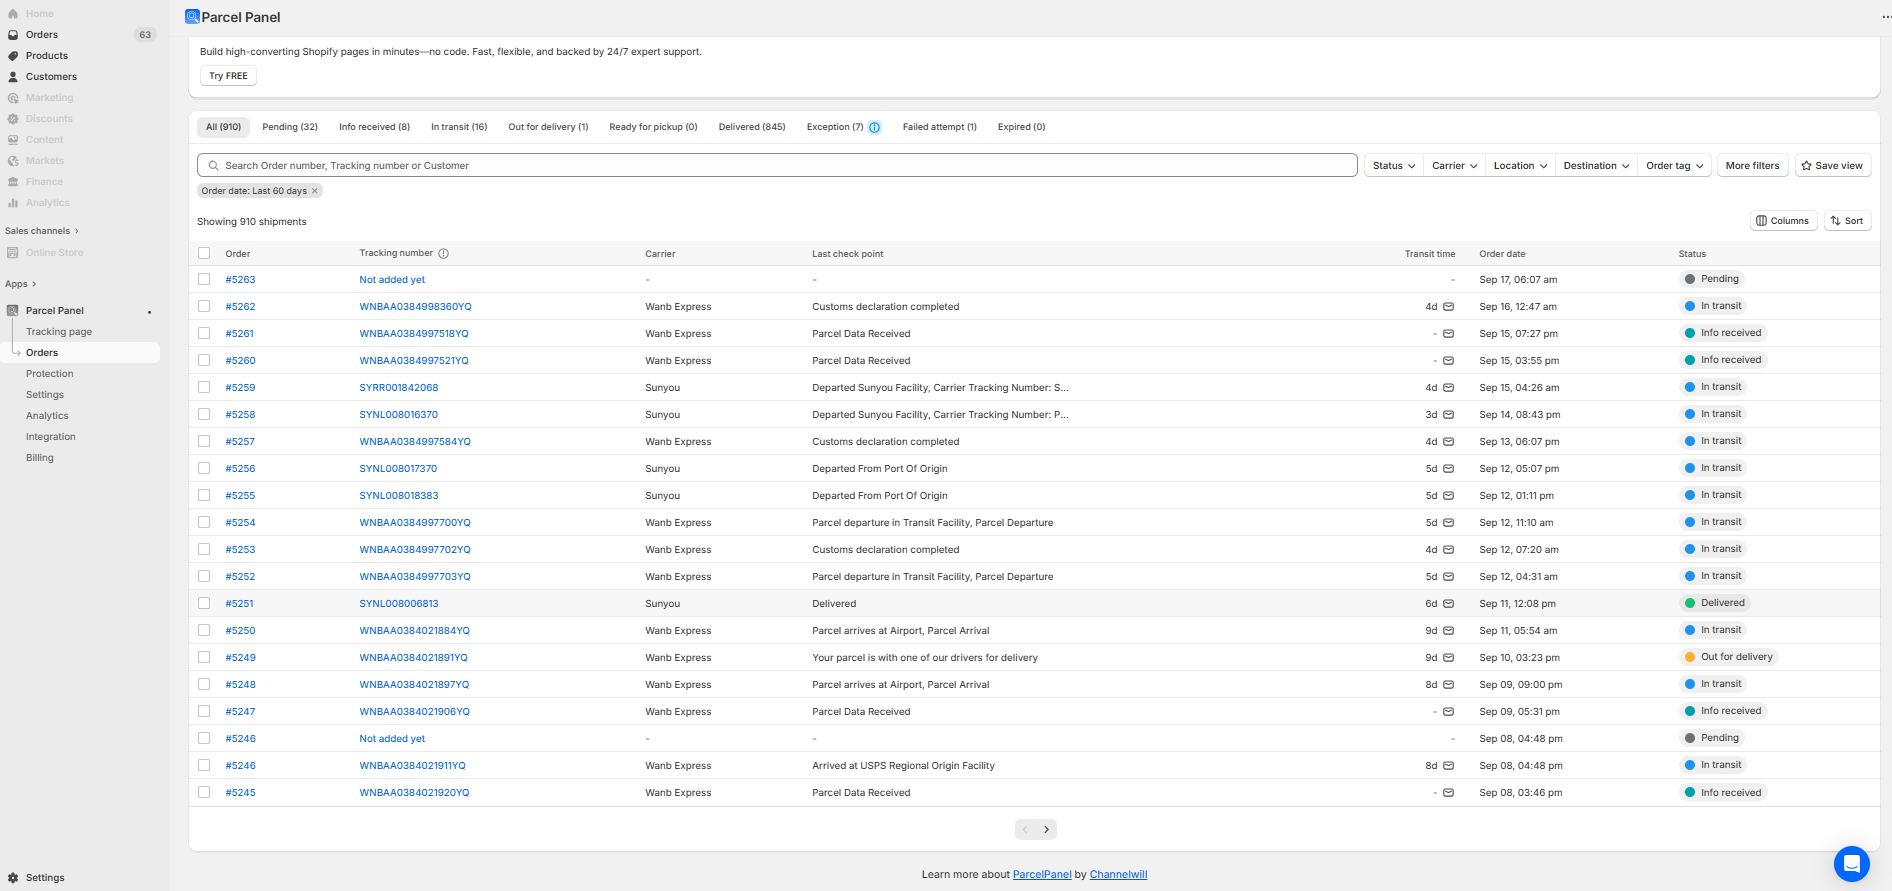 Home
Orders 63
Products
Customers
Marketing
Discounts
Content
Markets
Finance
Analytics
Sales channels
Online Store
Apps
Parcel Panel
Tracking page
Orders
Protection
Settings
Analytics
Integration
Billing
Settings
Parcel Panel
Build high-converting Shopify pages in minutes—no code. Fast, flexible, and backed by 24/7 expert support.
Try FREE
All (910) Pending (32) Info received (8) In transit (16) Out for delivery (1) Ready for pickup (0) Delivered (845) Exception (7) Failed attempt (1) Expired (0)
Search Order number, Tracking number or Customer Status Carrier Location Destination Order tag More filters Save view
Order date: Last 60 days
Showing 910 shipments Columns Sort
Order Tracking number Carrier Last check point Transit time Order date Status
#5263 Not added yet - - - Sep 17, 06:07 am Pending
#5262 WNBAA0384998360YQ Wanb Express Customs declaration completed 4d Sep 16, 12:47 am In transit
#5261 WNBAA0384997518YQ Wanb Express Parcel Data Received - Sep 15, 07:27 pm Info received
#5260 WNBAA0384997521YQ Wanb Express Parcel Data Received - Sep 15, 03:55 pm Info received
#5259 SYRR001842068 Sunyou Departed Sunyou Facility, Carrier Tracking Number: S... 4d Sep 15, 04:26 am In transit
#5258 SYNL008016370 Sunyou Departed Sunyou Facility, Carrier Tracking Number: P... 3d Sep 14, 08:43 pm In transit
#5257 WNBAA0384997584YQ Wanb Express Customs declaration completed 4d Sep 13, 06:07 pm In transit
#5256 SYNL008017370 Sunyou Departed From Port Of Origin 5d Sep 12, 05:07 pm In transit
#5255 SYNL008018383 Sunyou Departed From Port Of Origin 5d Sep 12, 01:11 pm In transit
#5254 WNBAA0384997700YQ Wanb Express Parcel departure in Transit Facility, Parcel Departure 5d Sep 12, 11:10 am In transit
#5253 WNBAA0384997702YQ Wanb Express Customs declaration completed 4d Sep 12, 07:20 am In transit
#5252 WNBAA0384997703YQ Wanb Express Parcel departure in Transit Facility, Parcel Departure 5d Sep 12, 04:31 am In transit
#5251 SYNL008006813 Sunyou Delivered 6d Sep 11, 12:08 pm Delivered
#5250 WNBAA0384021884YQ Wanb Express Parcel arrives at Airport, Parcel Arrival 9d Sep 11, 05:54 am In transit
#5249 WNBAA0384021891YQ Wanb Express Your parcel is with one of our drivers for delivery 9d Sep 10, 03:23 pm Out for delivery
#5248 WNBAA0384021897YQ Wanb Express Parcel arrives at Airport, Parcel Arrival 8d Sep 09, 09:00 pm In transit
#5247 WNBAA0384021906YQ Wanb Express Parcel Data Received - Sep 09, 05:31 pm Info received
#5246 Not added yet - - - Sep 08, 04:48 pm Pending
#5246 WNBAA0384021911YQ Wanb Express Arrived at USPS Regional Origin Facility 8d Sep 08, 04:48 pm In transit
#5245 WNBAA0384021920YQ Wanb Express Parcel Data Received - Sep 08, 03:46 pm Info received
Learn more about ParcelPanel by Channelwill